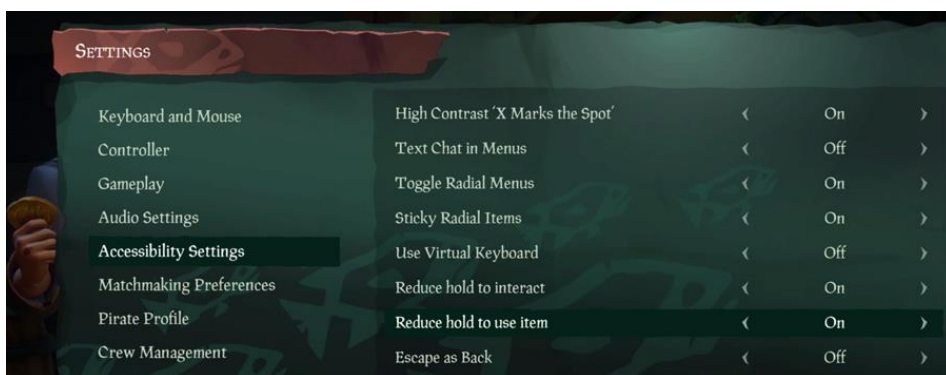 Settings
Keyboard and Mouse
Controller
Gameplay
Audio Settings
Accessibility Settings
Matchmaking Preferences
Pirate Profile
Crew Management
High Contrast 'X Marks the Spot' On
Text Chat in Menus Off
Toggle Radial Menus On
Sticky Radial Items On
Use Virtual Keyboard Off
Reduce hold to interact On
Reduce hold to use item On
Escape as Back Off